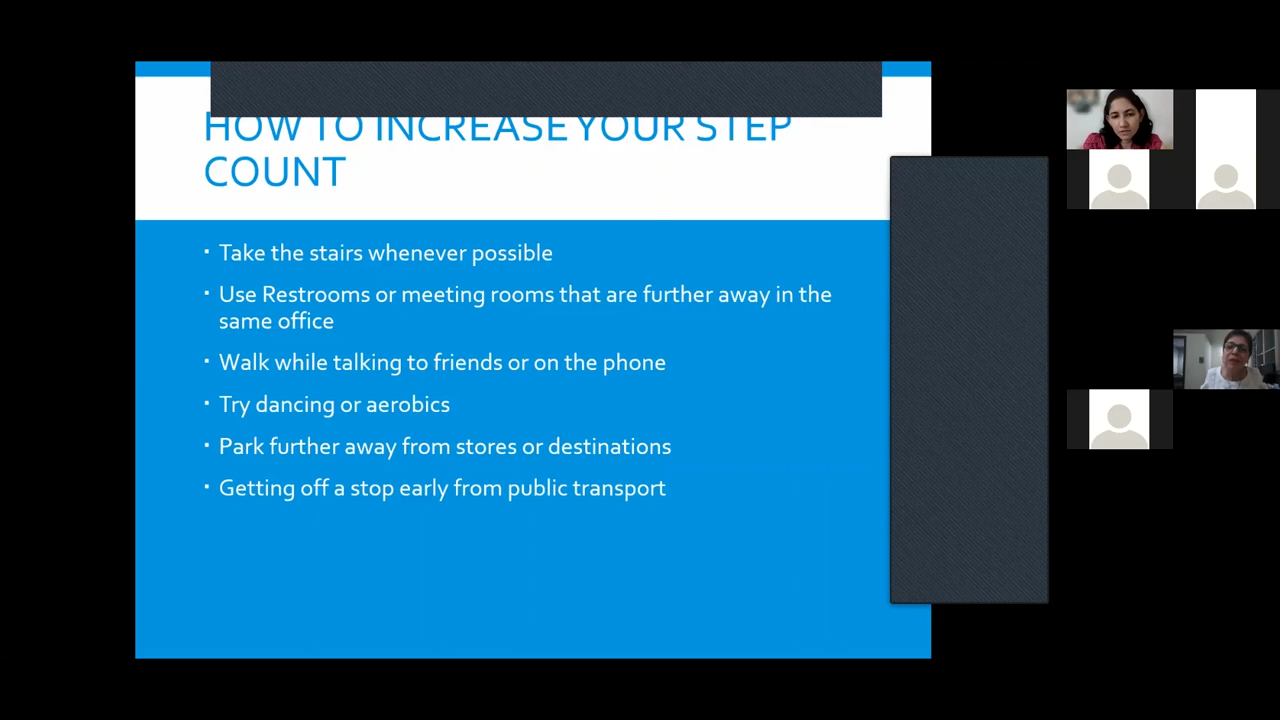 HOW TO INCREASE YOUR STEP
COUNT
▪ Take the stairs whenever possible
▪ Use Restrooms or meeting rooms that are further away in the
same office
▪ Walk while talking to friends or on the phone
▪ Try dancing or aerobics
▪ Park further away from stores or destinations
▪ Getting off a stop early from public transport